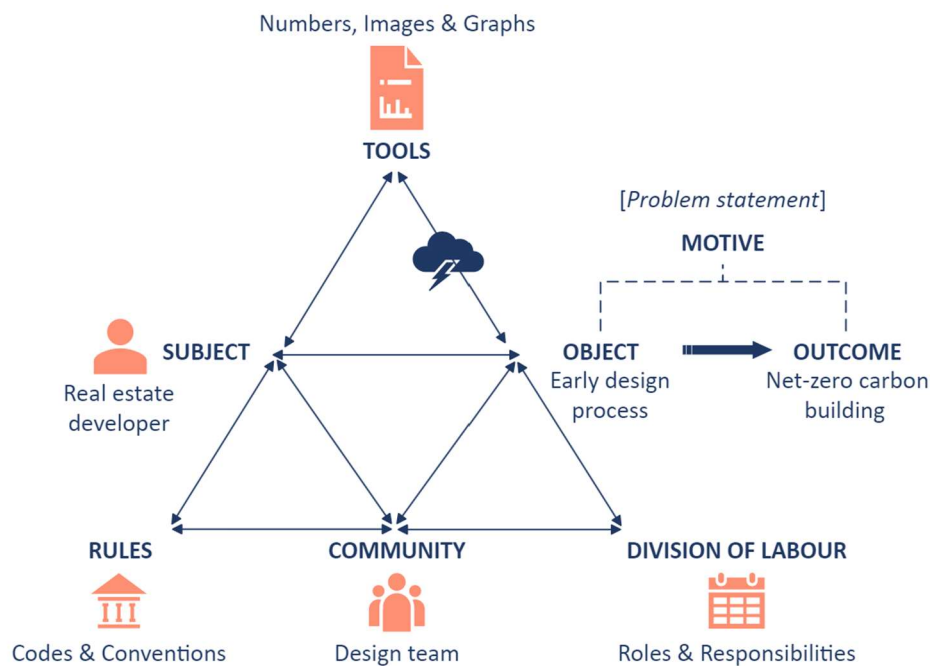 Numbers, Images & Graphs
TOOLS
[Problem statement]
MOTIVE
SUBJECT
Real estate
developer
OBJECT
Early design
process
OUTCOME
Net-zero carbon
building
RULES
Codes & Conventions
COMMUNITY
Design team
DIVISION OF LABOUR
Roles & Responsibilities